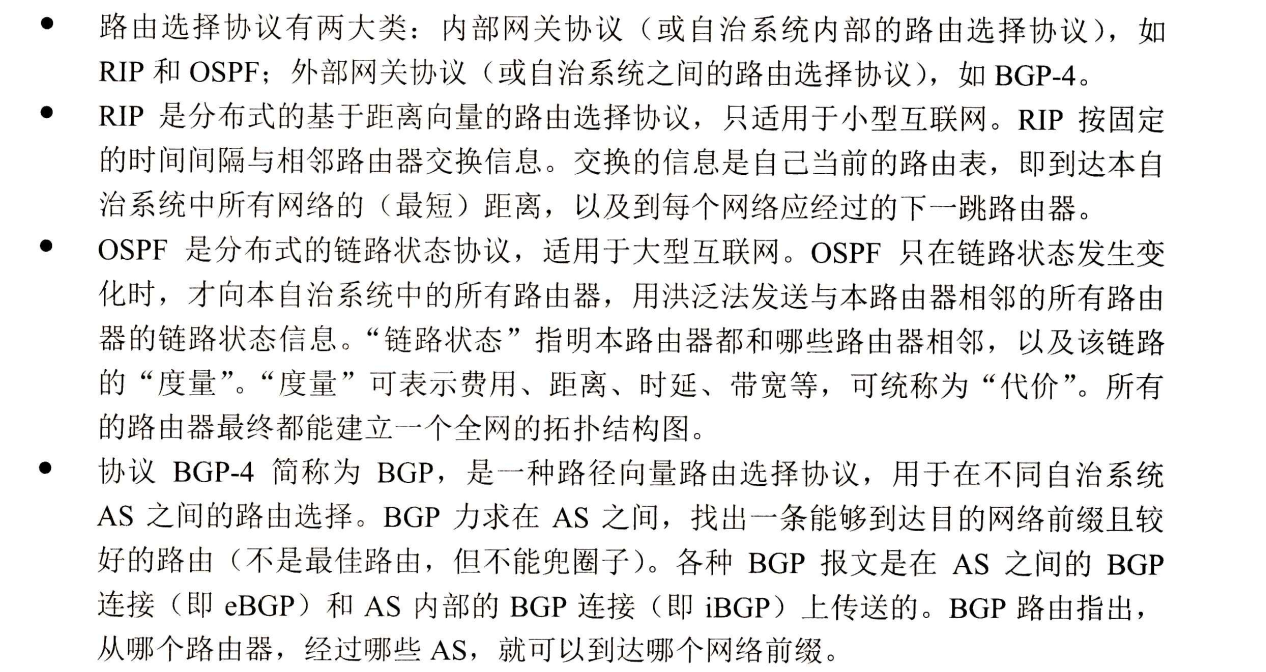 ● 路由选择协议有两大类：内部网关协议（或自治系统内部的路由选择协议），如
RIP 和 OSPF；外部网关协议（或自治系统之间的路由选择协议），如 BGP-4。
● RIP 是分布式的基于距离向量的路由选择协议，只适用于小型互联网。RIP 按固定
的时间间隔与相邻路由器交换信息。交换的信息是自己当前的路由表，即到达本自
治系统中所有网络的（最短）距离，以及到每个网络应经过的下一跳路由器。
● OSPF 是分布式的链路状态协议，适用于大型互联网。OSPF 只在链路状态发生变
化时，才向本自治系统中的所有路由器，用洪泛法发送与本路由器相邻的所有路由
器的链路状态信息。“链路状态”指明本路由器都和哪些路由器相邻，以及该链路
的“度量”。“度量”可表示费用、距离、时延、带宽等，可统称为“代价”。所有
的路由器最终都能建立一个全网的拓扑结构图。
● 协议 BGP-4 简称为 BGP，是一种路径向量路由选择协议，用于在不同自治系统
AS 之间的路由选择。BGP 力求在 AS 之间，找出一条能够到达目的网络前缀且较
好的路由（不是最佳路由，但不能兜圈子）。各种 BGP 报文是在 AS 之间的 BGP
连接（即 eBGP）和 AS 内部的 BGP 连接（即 iBGP）上传送的。BGP 路由指出，
从哪个路由器，经过哪些 AS，就可以到达哪个网络前缀。